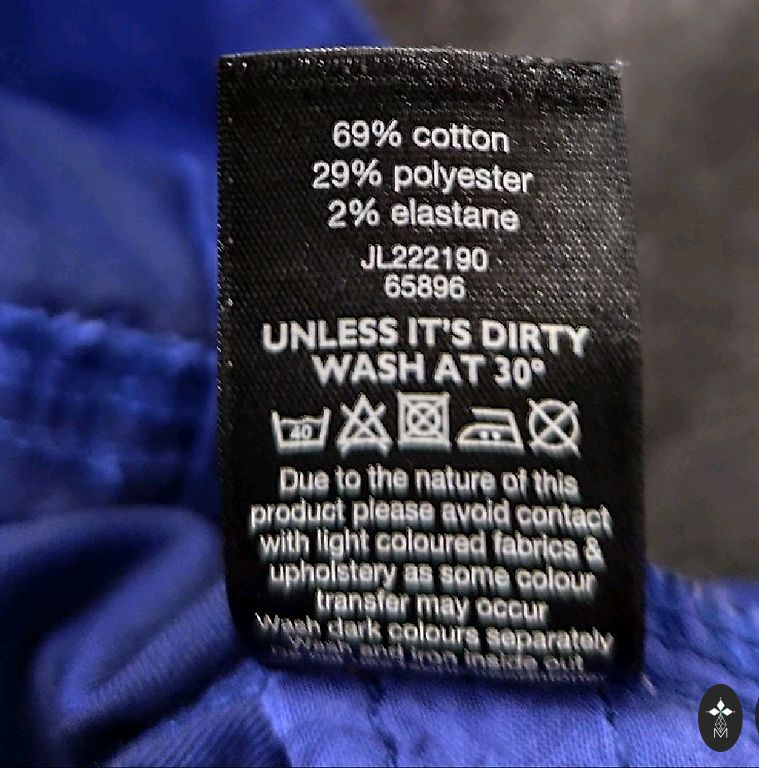 69% cotton
29% polyester
2% elastane
JL222190
65896
UNLESS IT'S DIRTY
WASH AT 30°
40
Due to the nature of this
product please avoid contact
with light coloured fabrics &
upholstery as some colour
transfer may occur
Wash dark colours separately
Wash and iron inside out
M